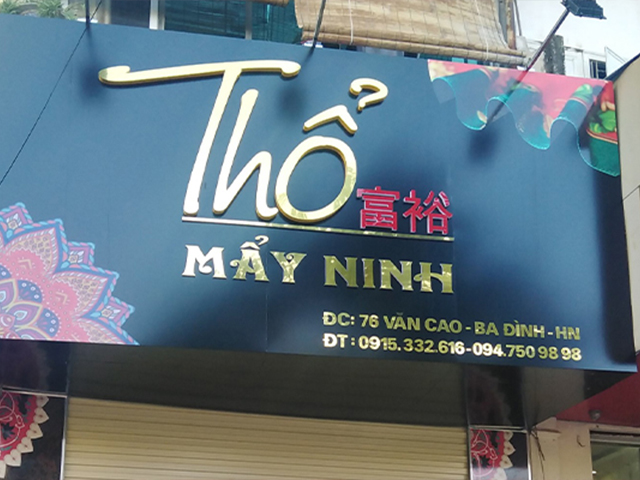 Thổ 富裕
MẨY NINH
ĐC: 76 VĂN CAO - BA ĐÌNH - HN
ĐT : 0915.332.616-094.750 98 98